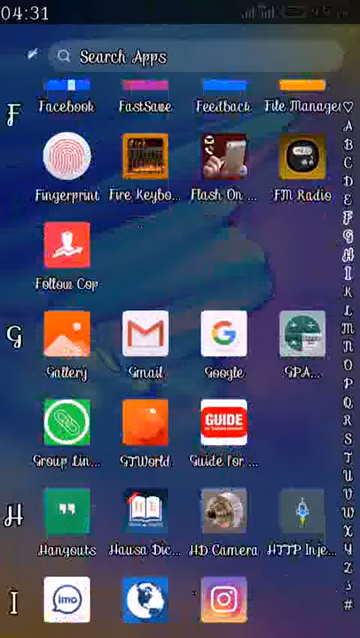 04:31
Search Apps
F
Facebook FastSave Feedback File Manager
Fingerprint Fire Keybo... Flash On ... FM Radio
Follow Cop
G
Gallery Gmail Google GPA...
Group Lin... GTWorld Guide for ...
GUIDE
H
Hangouts Hausa Dic... HD Camera HTTP Inje...
I
imo
A
B
C
D
E
F
G
H
I
K
L
M
N
O
P
Q
R
S
T
U
V
W
X
Y
Z
#